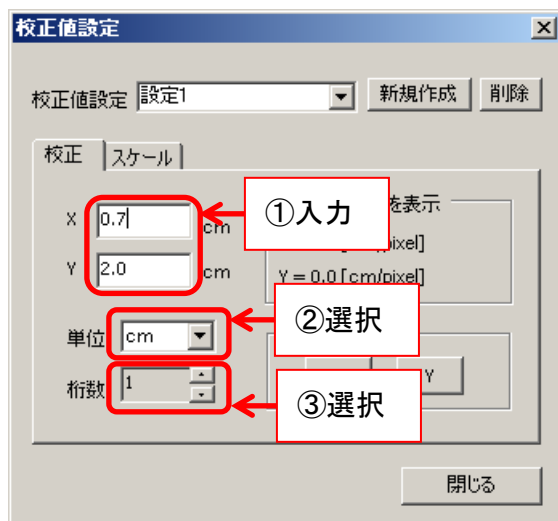 校正値設定
校正値設定 設定1 新規作成 削除
校正 スケール
X 0.7 cm
①入力
を表示
Y 2.0 cm
/pixel]
Y = 0.0 [cm/pixel]
単位 cm
②選択
桁数 1
③選択
Y
閉じる